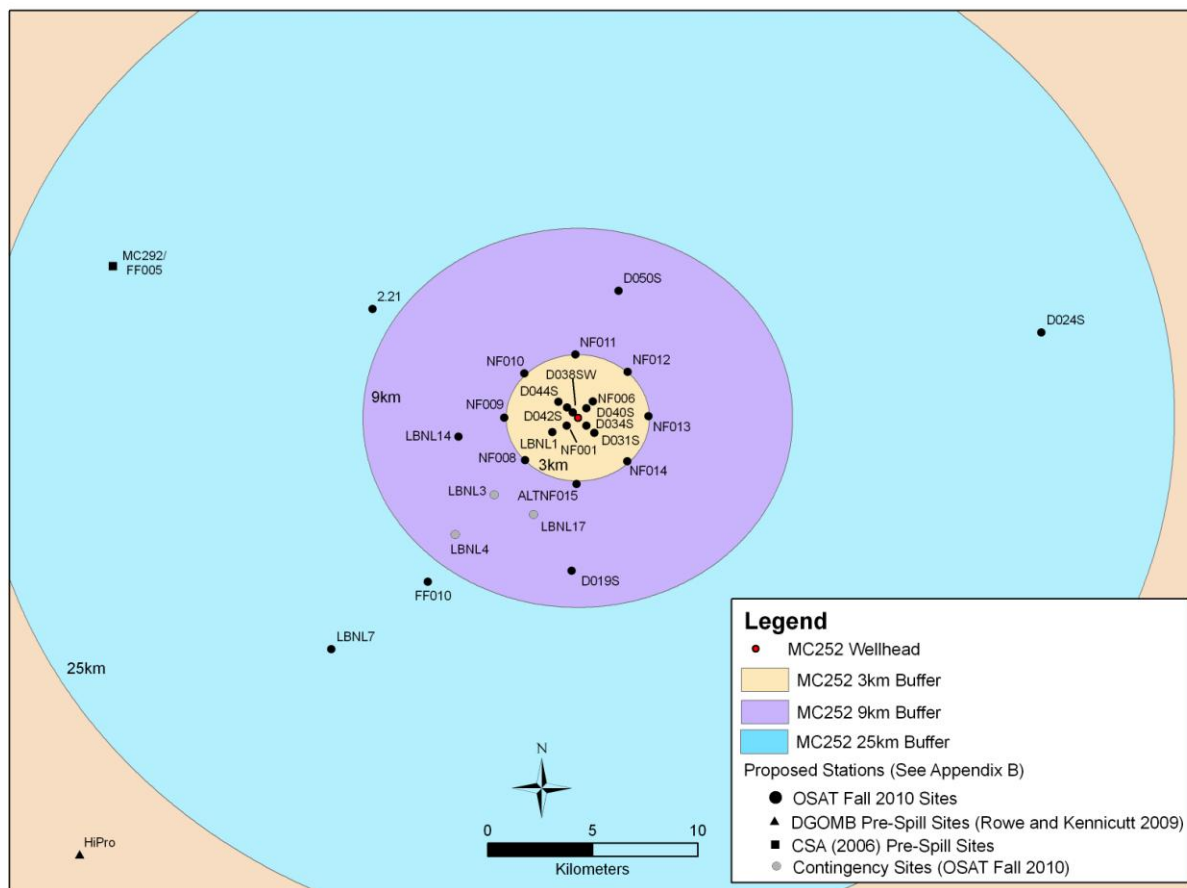 MC292/
FF005
2.21
D050S
D024S
NF011
NF010
NF012
D038SW
D044S
NF006
9km
NF009
D042S
D040S
D034S
NF013
LBNL14
LBNL1
D031S
NF001
NF008
3km
NF014
LBNL3
ALTNF015
LBNL17
LBNL4
D019S
FF010
LBNL7
25km
HiPro
N
0 5 10
Kilometers
Legend
MC252 Wellhead
MC252 3km Buffer
MC252 9km Buffer
MC252 25km Buffer
Proposed Stations (See Appendix B)
OSAT Fall 2010 Sites
DGOMB Pre-Spill Sites (Rowe and Kennicutt 2009)
CSA (2006) Pre-Spill Sites
Contingency Sites (OSAT Fall 2010)